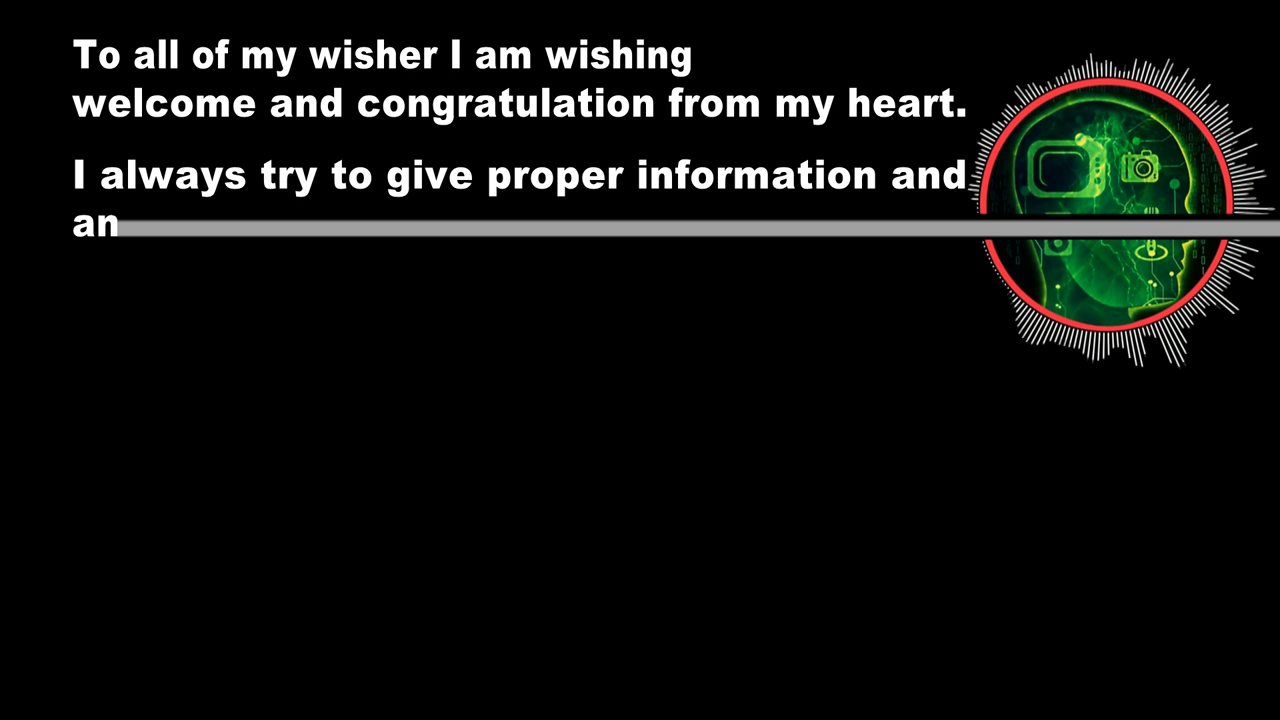 To all of my wisher I am wishing
welcome and congratulation from my heart.
I always try to give proper information and
an